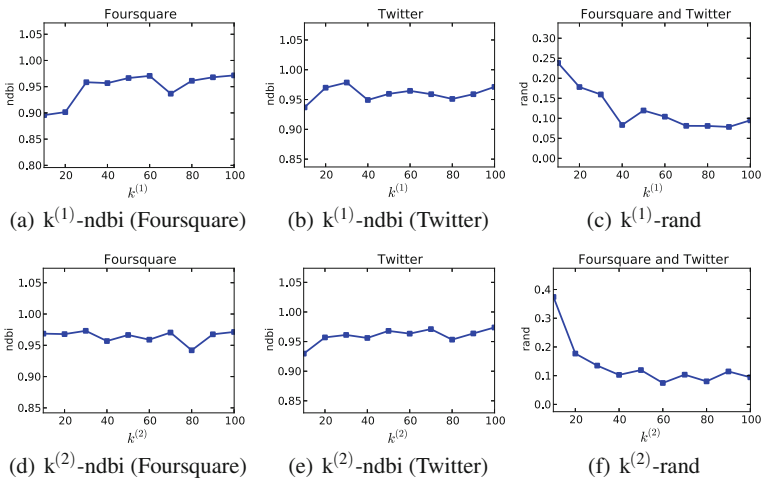 Foursquare
Twitter
Foursquare and Twitter
1.05
1.00
0.95
0.90
0.85
0.80
ndbi
20 40 60 80 100
k^(1)
1.05
1.00
0.95
0.90
0.85
ndbi
20 40 60 80 100
k^(1)
0.30
0.25
0.20
0.15
0.10
0.05
0.00
rand
20 40 60 80 100
k^(1)
(a) k^(1)-ndbi (Foursquare)
(b) k^(1)-ndbi (Twitter)
(c) k^(1)-rand
Foursquare
Twitter
Foursquare and Twitter
1.05
1.00
0.95
0.90
0.85
ndbi
20 40 60 80 100
k^(2)
1.05
1.00
0.95
0.90
0.85
ndbi
20 40 60 80 100
k^(2)
0.4
0.3
0.2
0.1
0.0
rand
20 40 60 80 100
k^(2)
(d) k^(2)-ndbi (Foursquare)
(e) k^(2)-ndbi (Twitter)
(f) k^(2)-rand